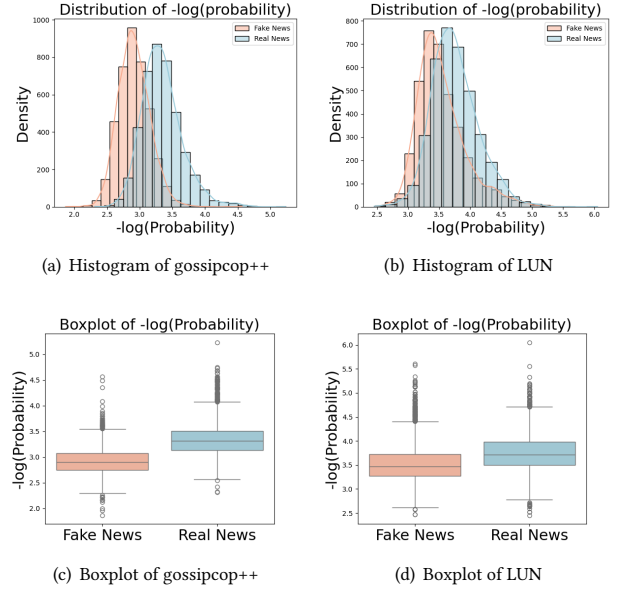 Distribution of -log(probability)
Density
1000
800
600
400
200
0
2.0 2.5 3.0 3.5 4.0 4.5 5.0
-log(Probability)
Fake News
Real News
(a) Histogram of gossipcop++
Distribution of -log(probability)
Density
800
700
600
500
400
300
200
100
0
2.5 3.0 3.5 4.0 4.5 5.0 5.5 6.0
-log(Probability)
Fake News
Real News
(b) Histogram of LUN
Boxplot of -log(Probability)
-log(Probability)
5.0
4.5
4.0
3.5
3.0
2.5
2.0
Fake News Real News
(c) Boxplot of gossipcop++
Boxplot of -log(Probability)
-log(Probability)
6.0
5.5
5.0
4.5
4.0
3.5
3.0
2.5
Fake News Real News
(d) Boxplot of LUN